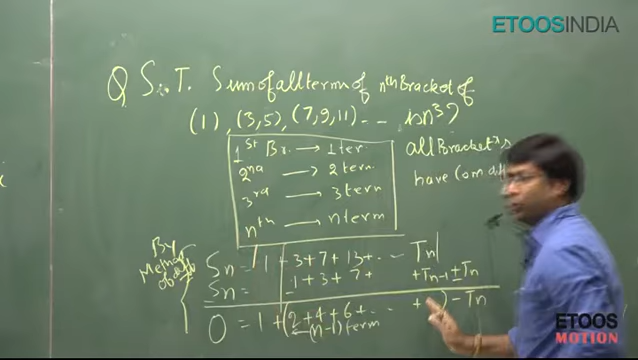 ETOOSINDIA
Q S.T. Sum of all term of nth Bracket of
(1), (3,5), (7,9,11) - - is n³?
1st Br. → 1 ter.
2nd → 2 term
3rd → 3 term
nth → n term
all Bracket's
have Com
By
Method
of diff
Sn = 1 + 3 + 7 + 13 + - - Tn
Sn = 1 + 3 + 7 + + Tn-1 + Tn
0 = 1 + (2 + 4 + 6 + - - + ) - Tn
(n-1) term
ETOOS
MOTION